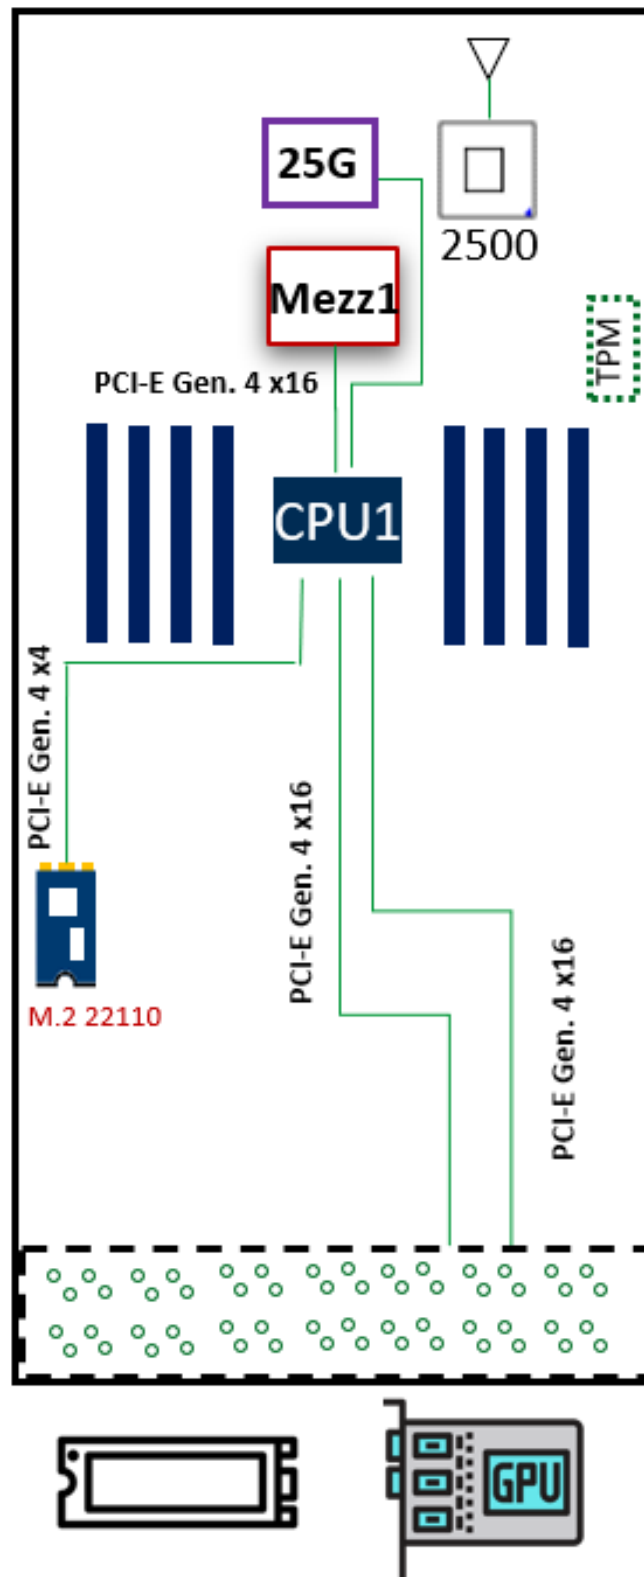 25G
2500
Mezz1
TPM
PCI-E Gen. 4 x16
CPU1
PCI-E Gen. 4 x4
PCI-E Gen. 4 x16
PCI-E Gen. 4 x16
M.2 22110
GPU